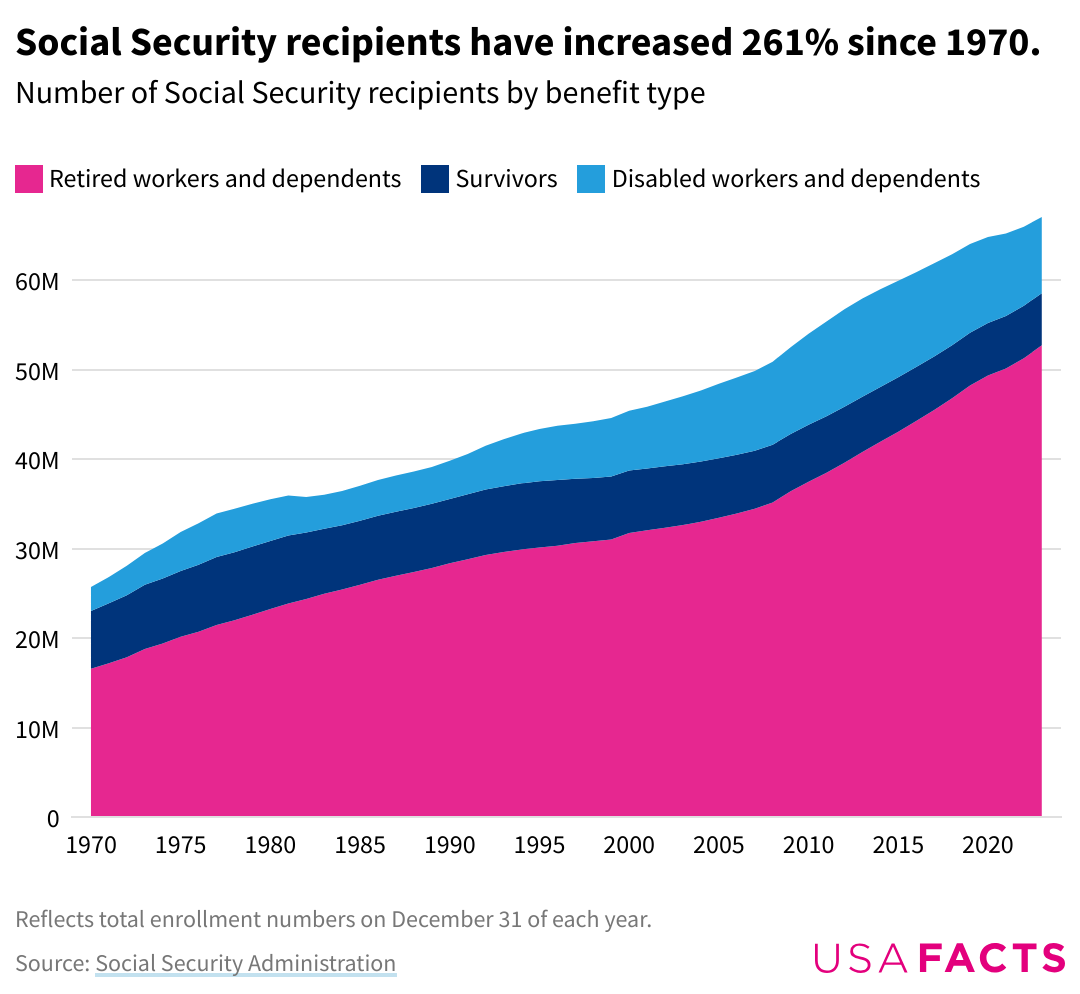 Social Security recipients have increased 261% since 1970.
Number of Social Security recipients by benefit type
Retired workers and dependents Survivors Disabled workers and dependents
60M
50M
40M
30M
20M
10M
0
1970 1975 1980 1985 1990 1995 2000 2005 2010 2015 2020
Reflects total enrollment numbers on December 31 of each year.
Source: Social Security Administration
USAFACTS